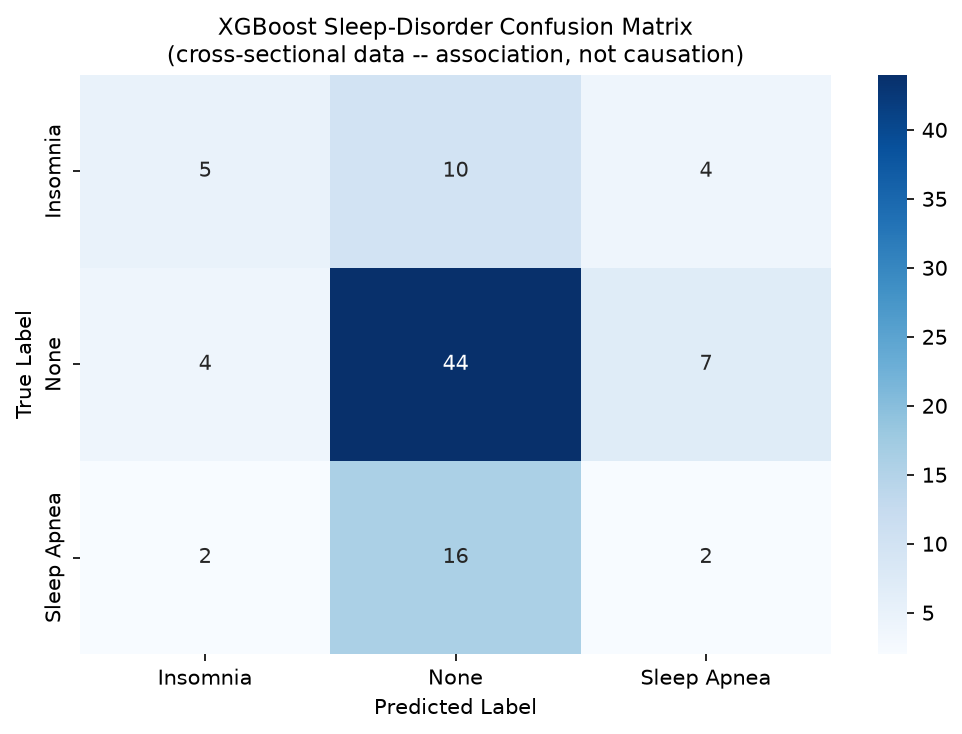 XGBoost Sleep-Disorder Confusion Matrix
(cross-sectional data -- association, not causation)
True Label
Insomnia
None
Sleep Apnea
5
10
4
4
44
7
2
16
2
Insomnia
None
Sleep Apnea
Predicted Label
40
35
30
25
20
15
10
5